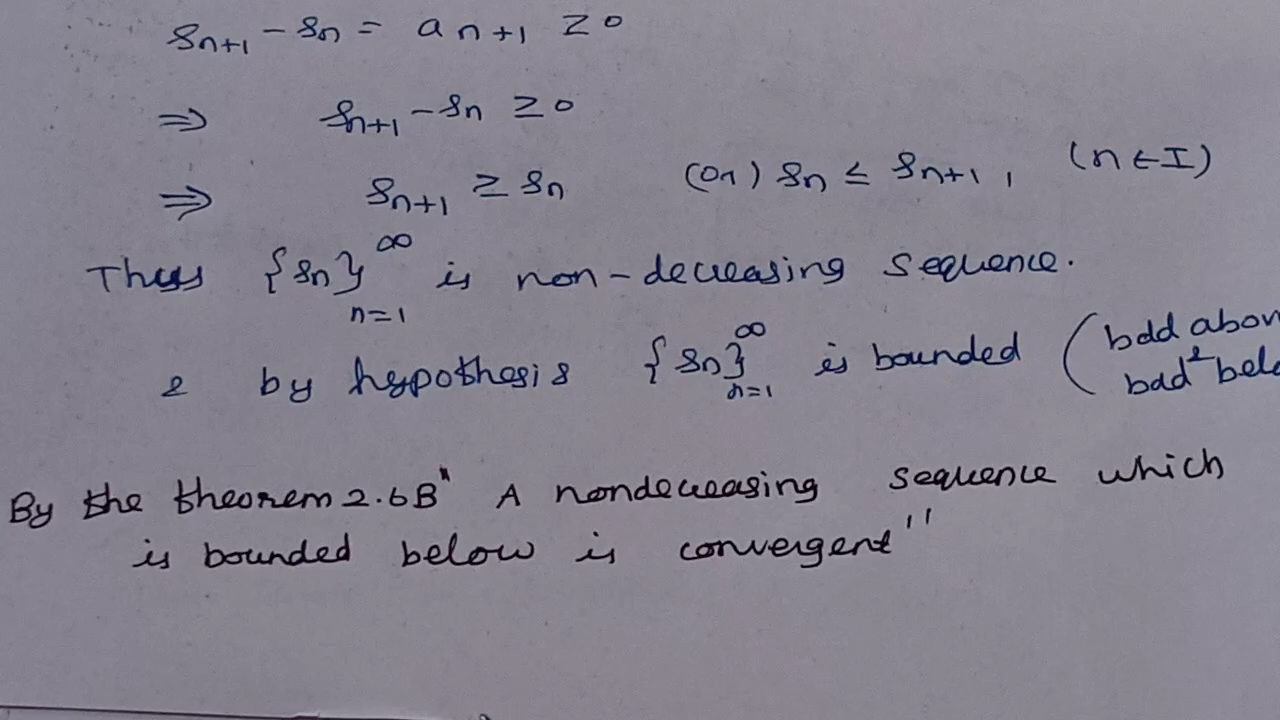 Sn+1 - Sn = an+1 ≥ 0
⇒ Sn+1 - Sn ≥ 0
⇒ Sn+1 ≥ Sn (or) Sn ≤ Sn+1, (n ∈ I)
Thus {Sn}∞n=1 is non-decreasing sequence.
& by hypothesis {Sn}∞n=1 is bounded (bdd abov
& bdd bel
By the theorem 2.6B " A nondecreasing sequence which
is bounded below is convergent"